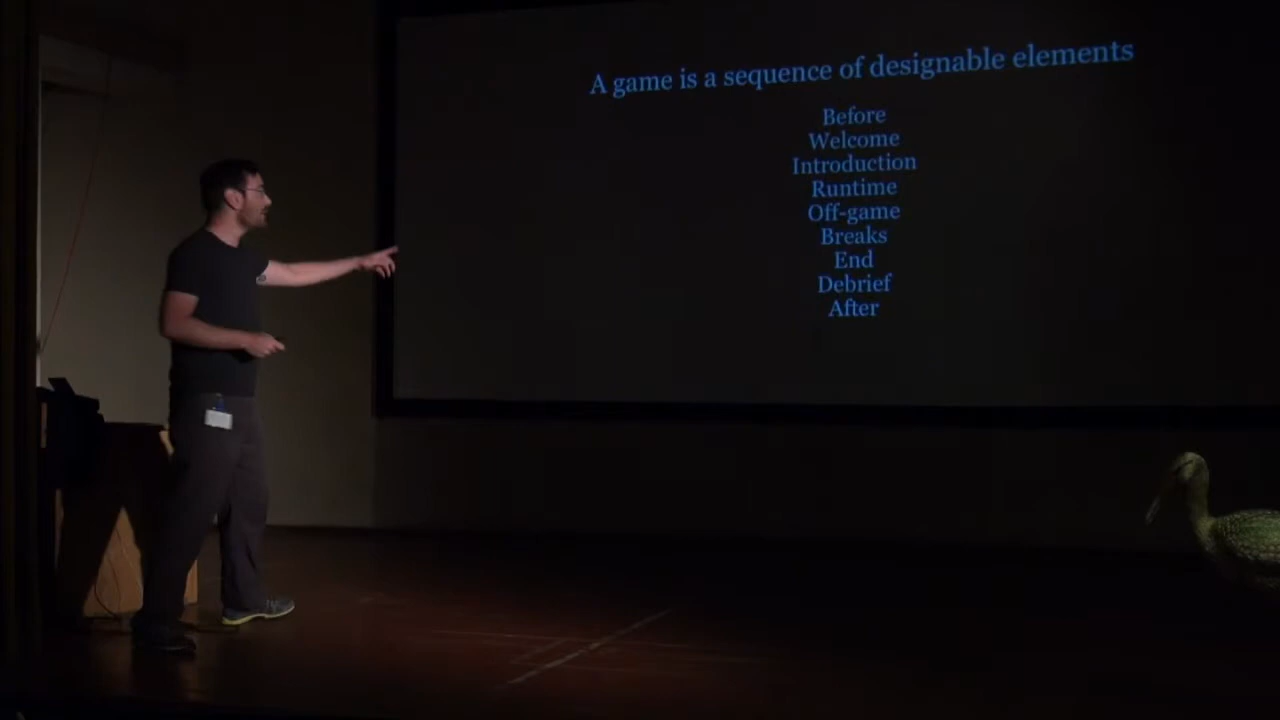 A game is a sequence of designable elements
Before
Welcome
Introduction
Runtime
Off-game
Breaks
End
Debrief
After